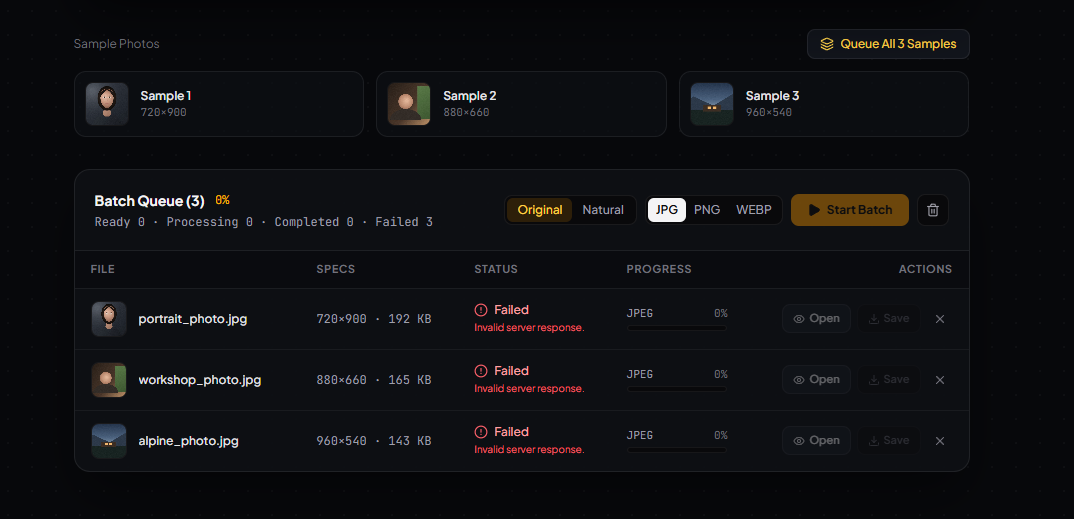 Sample Photos
Queue All 3 Samples
Sample 1
720×900
Sample 2
880×660
Sample 3
960×540
Batch Queue (3) 0%
Ready 0 · Processing 0 · Completed 0 · Failed 3
Original Natural
JPG PNG WEBP
Start Batch
FILE SPECS STATUS PROGRESS ACTIONS
portrait_photo.jpg 720×900 · 192 KB Failed JPEG 0% Open Save
Invalid server response.
workshop_photo.jpg 880×660 · 165 KB Failed JPEG 0% Open Save
Invalid server response.
alpine_photo.jpg 960×540 · 143 KB Failed JPEG 0% Open Save
Invalid server response.